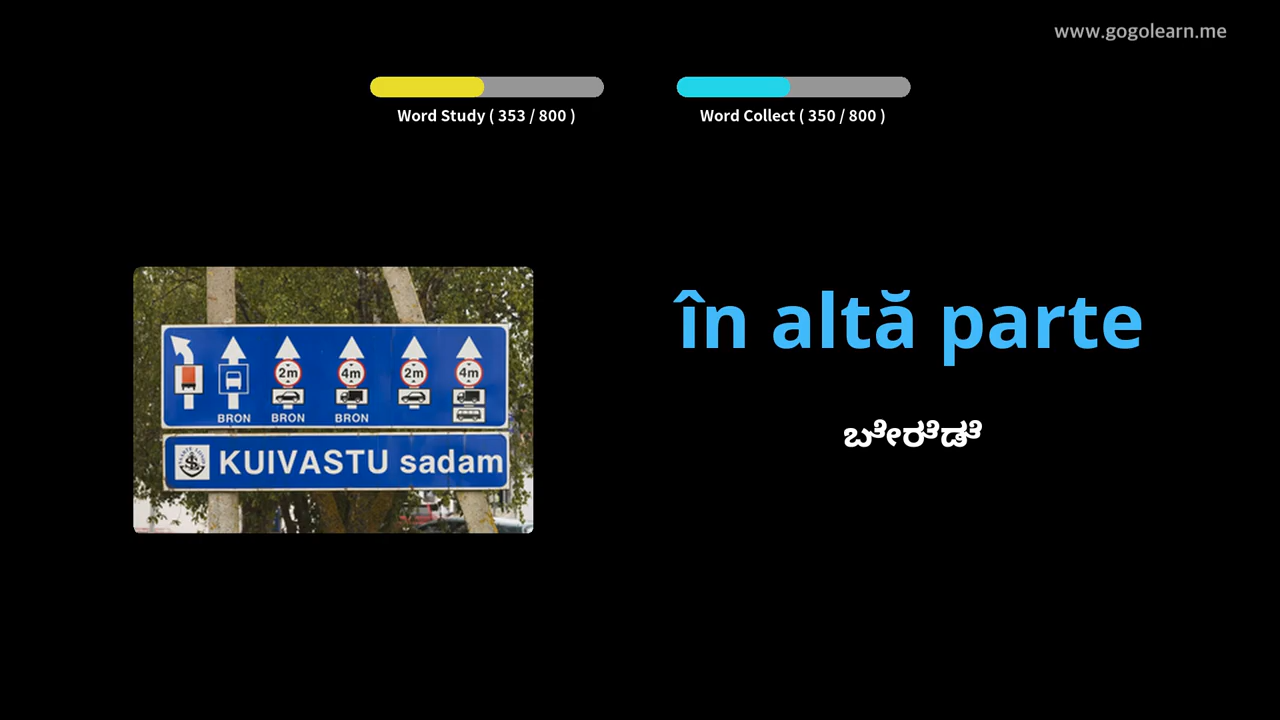 www.gogolearn.me
Word Study ( 353 / 800 )
Word Collect ( 350 / 800 )
2m 4m 2m 4m
BRON BRON BRON
KUIVASTU sadam
în altă parte
ಬೇರೆಡೆ